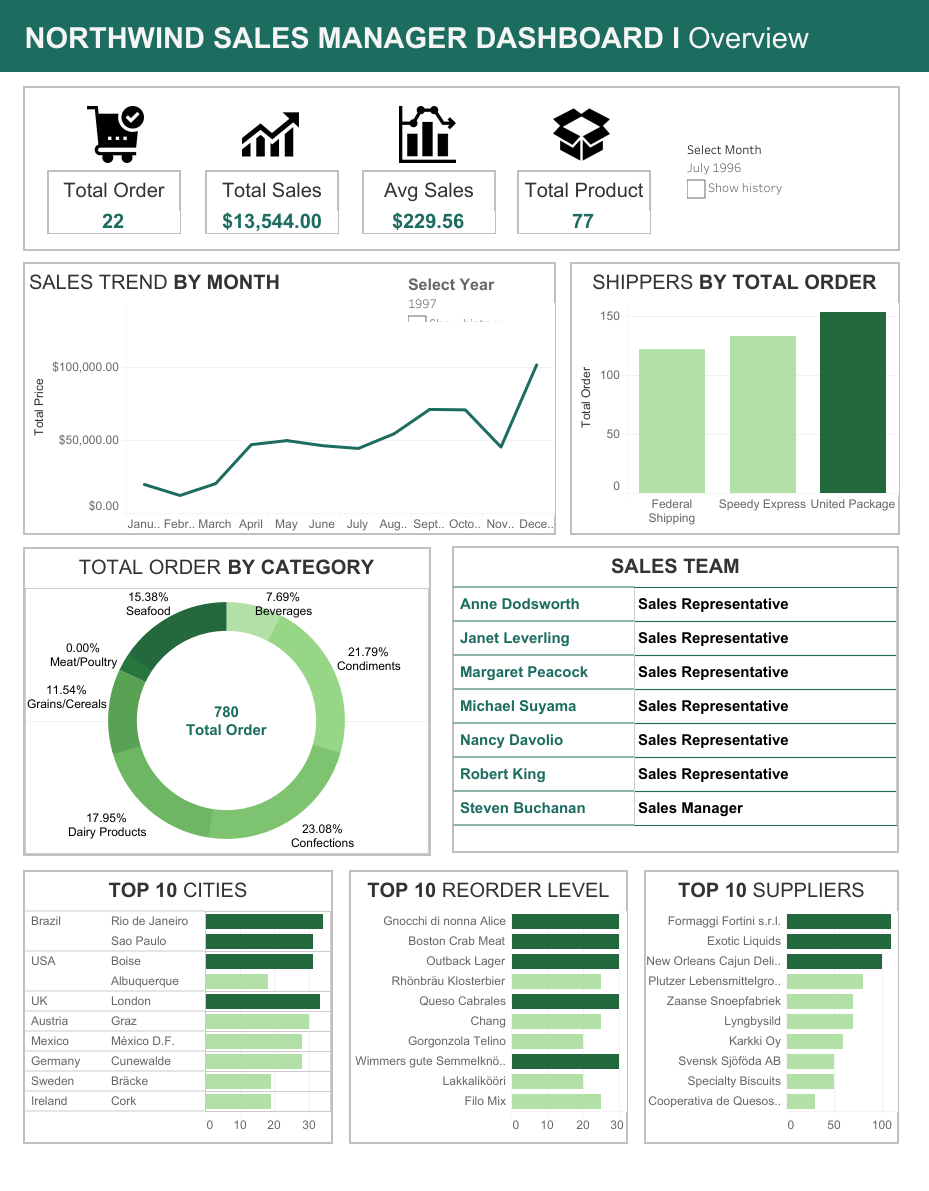 NORTHWIND SALES MANAGER DASHBOARD I Overview
Total Order
22
Total Sales
$13,544.00
Avg Sales
$229.56
Total Product
77
Select Month
July 1996
Show history
SALES TREND BY MONTH
Select Year
1997
Show history
Total Price
$100,000.00
$50,000.00
$0.00
Janu.. Febr.. March April May June July Aug.. Sept.. Octo.. Nov.. Dece..
SHIPPERS BY TOTAL ORDER
Total Order
150
100
50
0
Federal Shipping
Speedy Express
United Package
TOTAL ORDER BY CATEGORY
15.38%
Seafood
7.69%
Beverages
0.00%
Meat/Poultry
21.79%
Condiments
11.54%
Grains/Cereals
780
Total Order
17.95%
Dairy Products
23.08%
Confections
SALES TEAM
Anne Dodsworth Sales Representative
Janet Leverling Sales Representative
Margaret Peacock Sales Representative
Michael Suyama Sales Representative
Nancy Davolio Sales Representative
Robert King Sales Representative
Steven Buchanan Sales Manager
TOP 10 CITIES
Brazil Rio de Janeiro
Sao Paulo
USA Boise
Albuquerque
UK London
Austria Graz
Mexico México D.F.
Germany Cunewalde
Sweden Bräcke
Ireland Cork
0 10 20 30
TOP 10 REORDER LEVEL
Gnocchi di nonna Alice
Boston Crab Meat
Outback Lager
Rhönbräu Klosterbier
Queso Cabrales
Chang
Gorgonzola Telino
Wimmers gute Semmelknö..
Lakkalikööri
Filo Mix
0 10 20 30
TOP 10 SUPPLIERS
Formaggi Fortini s.r.l.
Exotic Liquids
New Orleans Cajun Deli..
Plutzer Lebensmittelgro..
Zaanse Snoepfabriek
Lyngbysild
Karkki Oy
Svensk Sjöföda AB
Specialty Biscuits
Cooperativa de Quesos..
0 50 100